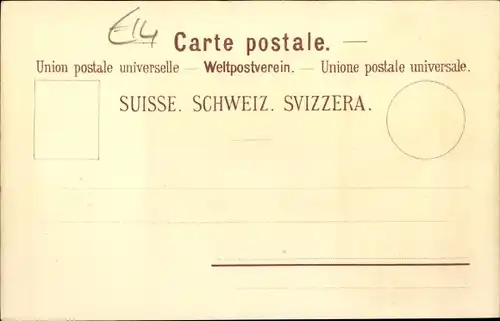 E14
Carte postale. —
Union postale universelle — Weltpostverein. — Unione postale universale.
SUISSE. SCHWEIZ. SVIZZERA.